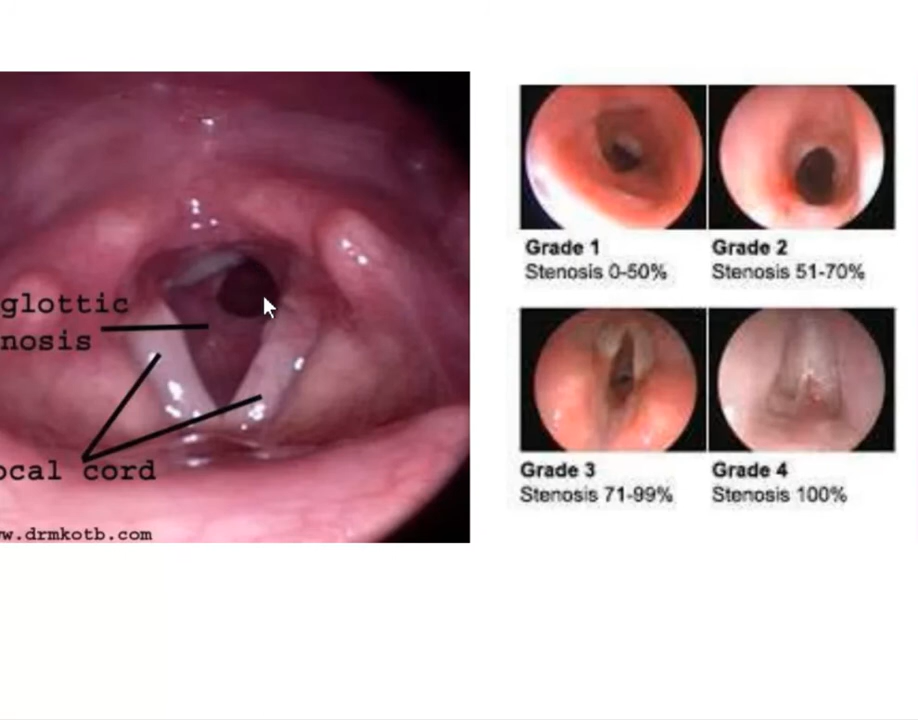 glottic
nosis
ocal cord
w.drmkotb.com
Grade 1
Stenosis 0-50%
Grade 2
Stenosis 51-70%
Grade 3
Stenosis 71-99%
Grade 4
Stenosis 100%